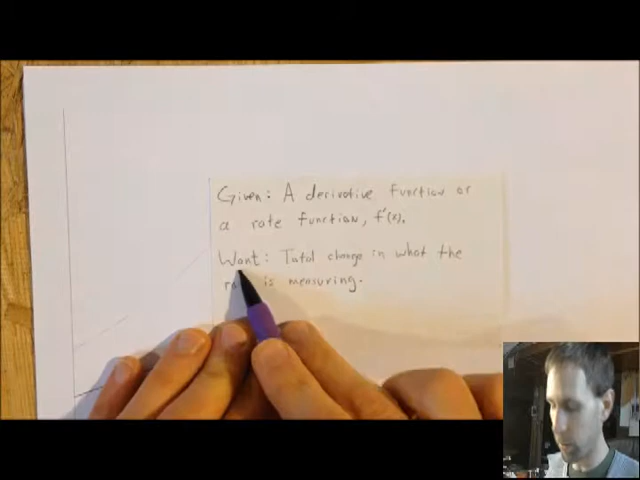 Given: A derivative function or
a rate function, f'(x).
Want: Total change in what the
is measuring.